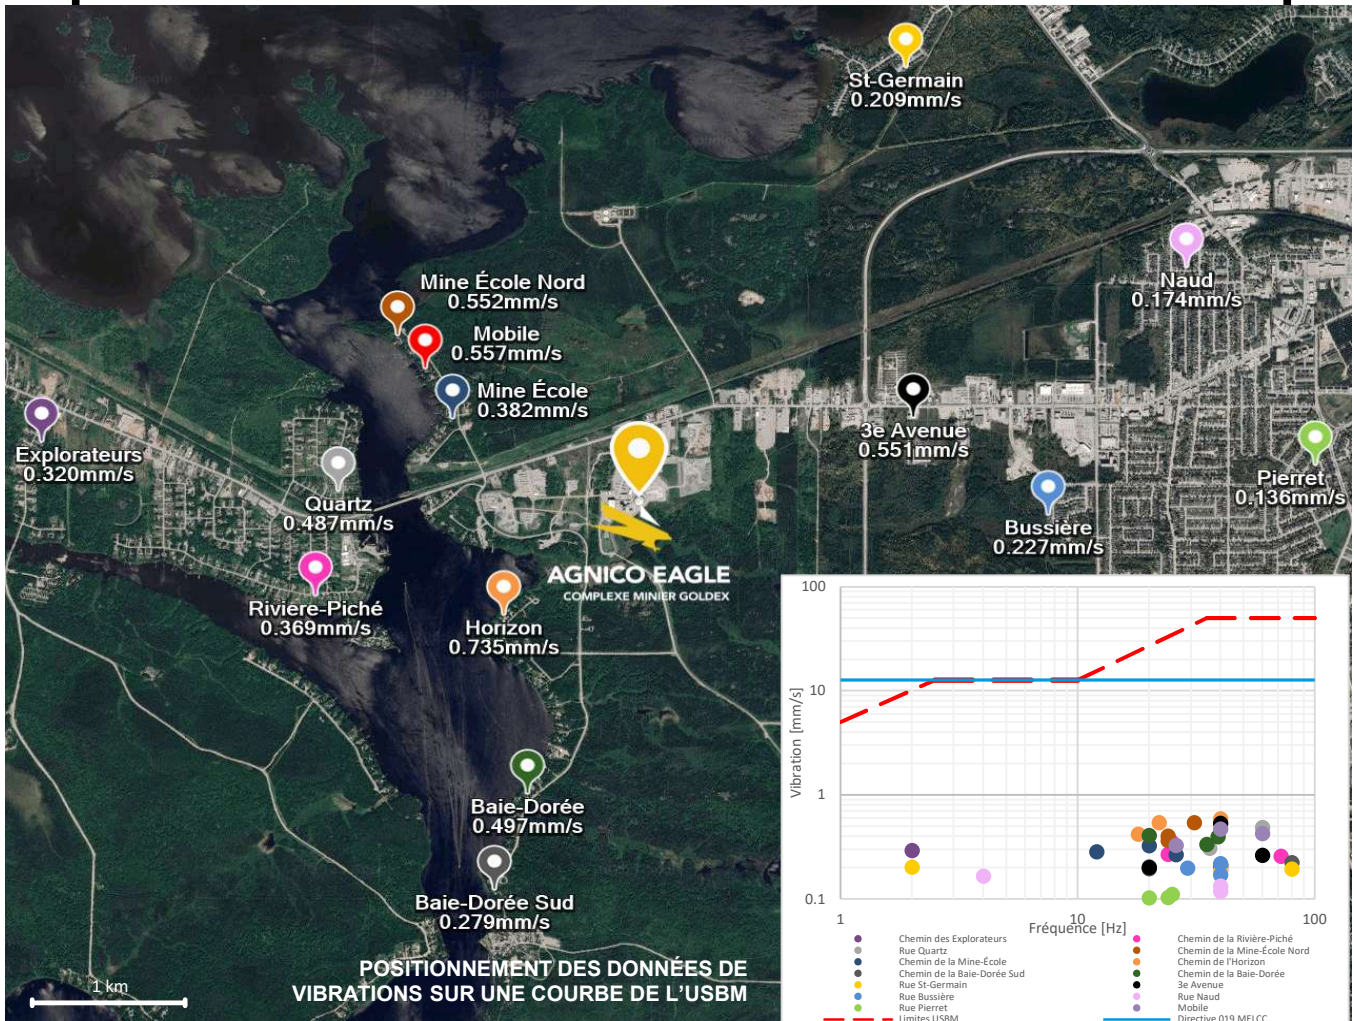 St-Germain
0.209mm/s
Naud
0.174mm/s
Mine École Nord
0.552mm/s
Mobile
0.557mm/s
Mine École
0.382mm/s
3e Avenue
0.551mm/s
Explorateurs
0.320mm/s
Quartz
0.487mm/s
Pierret
0.136mm/s
Bussière
0.227mm/s
AGNICO EAGLE
COMPLEXE MINIER GOLDEX
Riviere-Piché
0.369mm/s
Horizon
0.735mm/s
Baie-Dorée
0.497mm/s
Baie-Dorée Sud
0.279mm/s
POSITIONNEMENT DES DONNÉES DE
VIBRATIONS SUR UNE COURBE DE L'USBM
1 km
100
10
1
0.1
Vibration [mm/s]
1
10
100
Fréquence [Hz]
Chemin des Explorateurs
Chemin de la Rivière-Piché
Rue Quartz
Chemin de la Mine-École Nord
Chemin de la Mine-École
Chemin de l'Horizon
Chemin de la Baie-Dorée Sud
Chemin de la Baie-Dorée
Rue St-Germain
3e Avenue
Rue Bussière
Rue Naud
Rue Pierret
Mobile
Limites USBM
Directive 019 MELCC